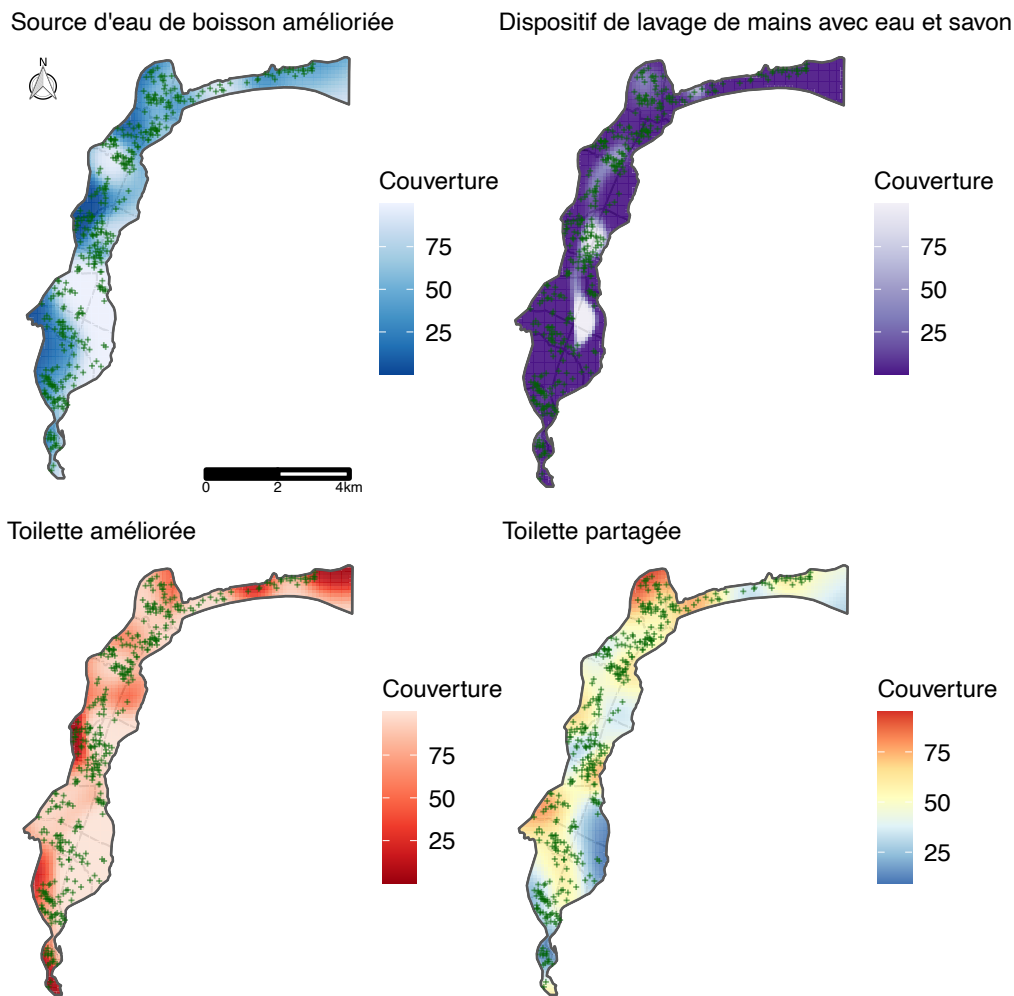 Source d'eau de boisson améliorié
Dispositif de lavage de mains avec eau et savon
N
Couverture
75
50
25
0 2 4km
Couverture
75
50
25
Toilette améliorée
Toilette partagée
Couverture
75
50
25
Couverture
75
50
25